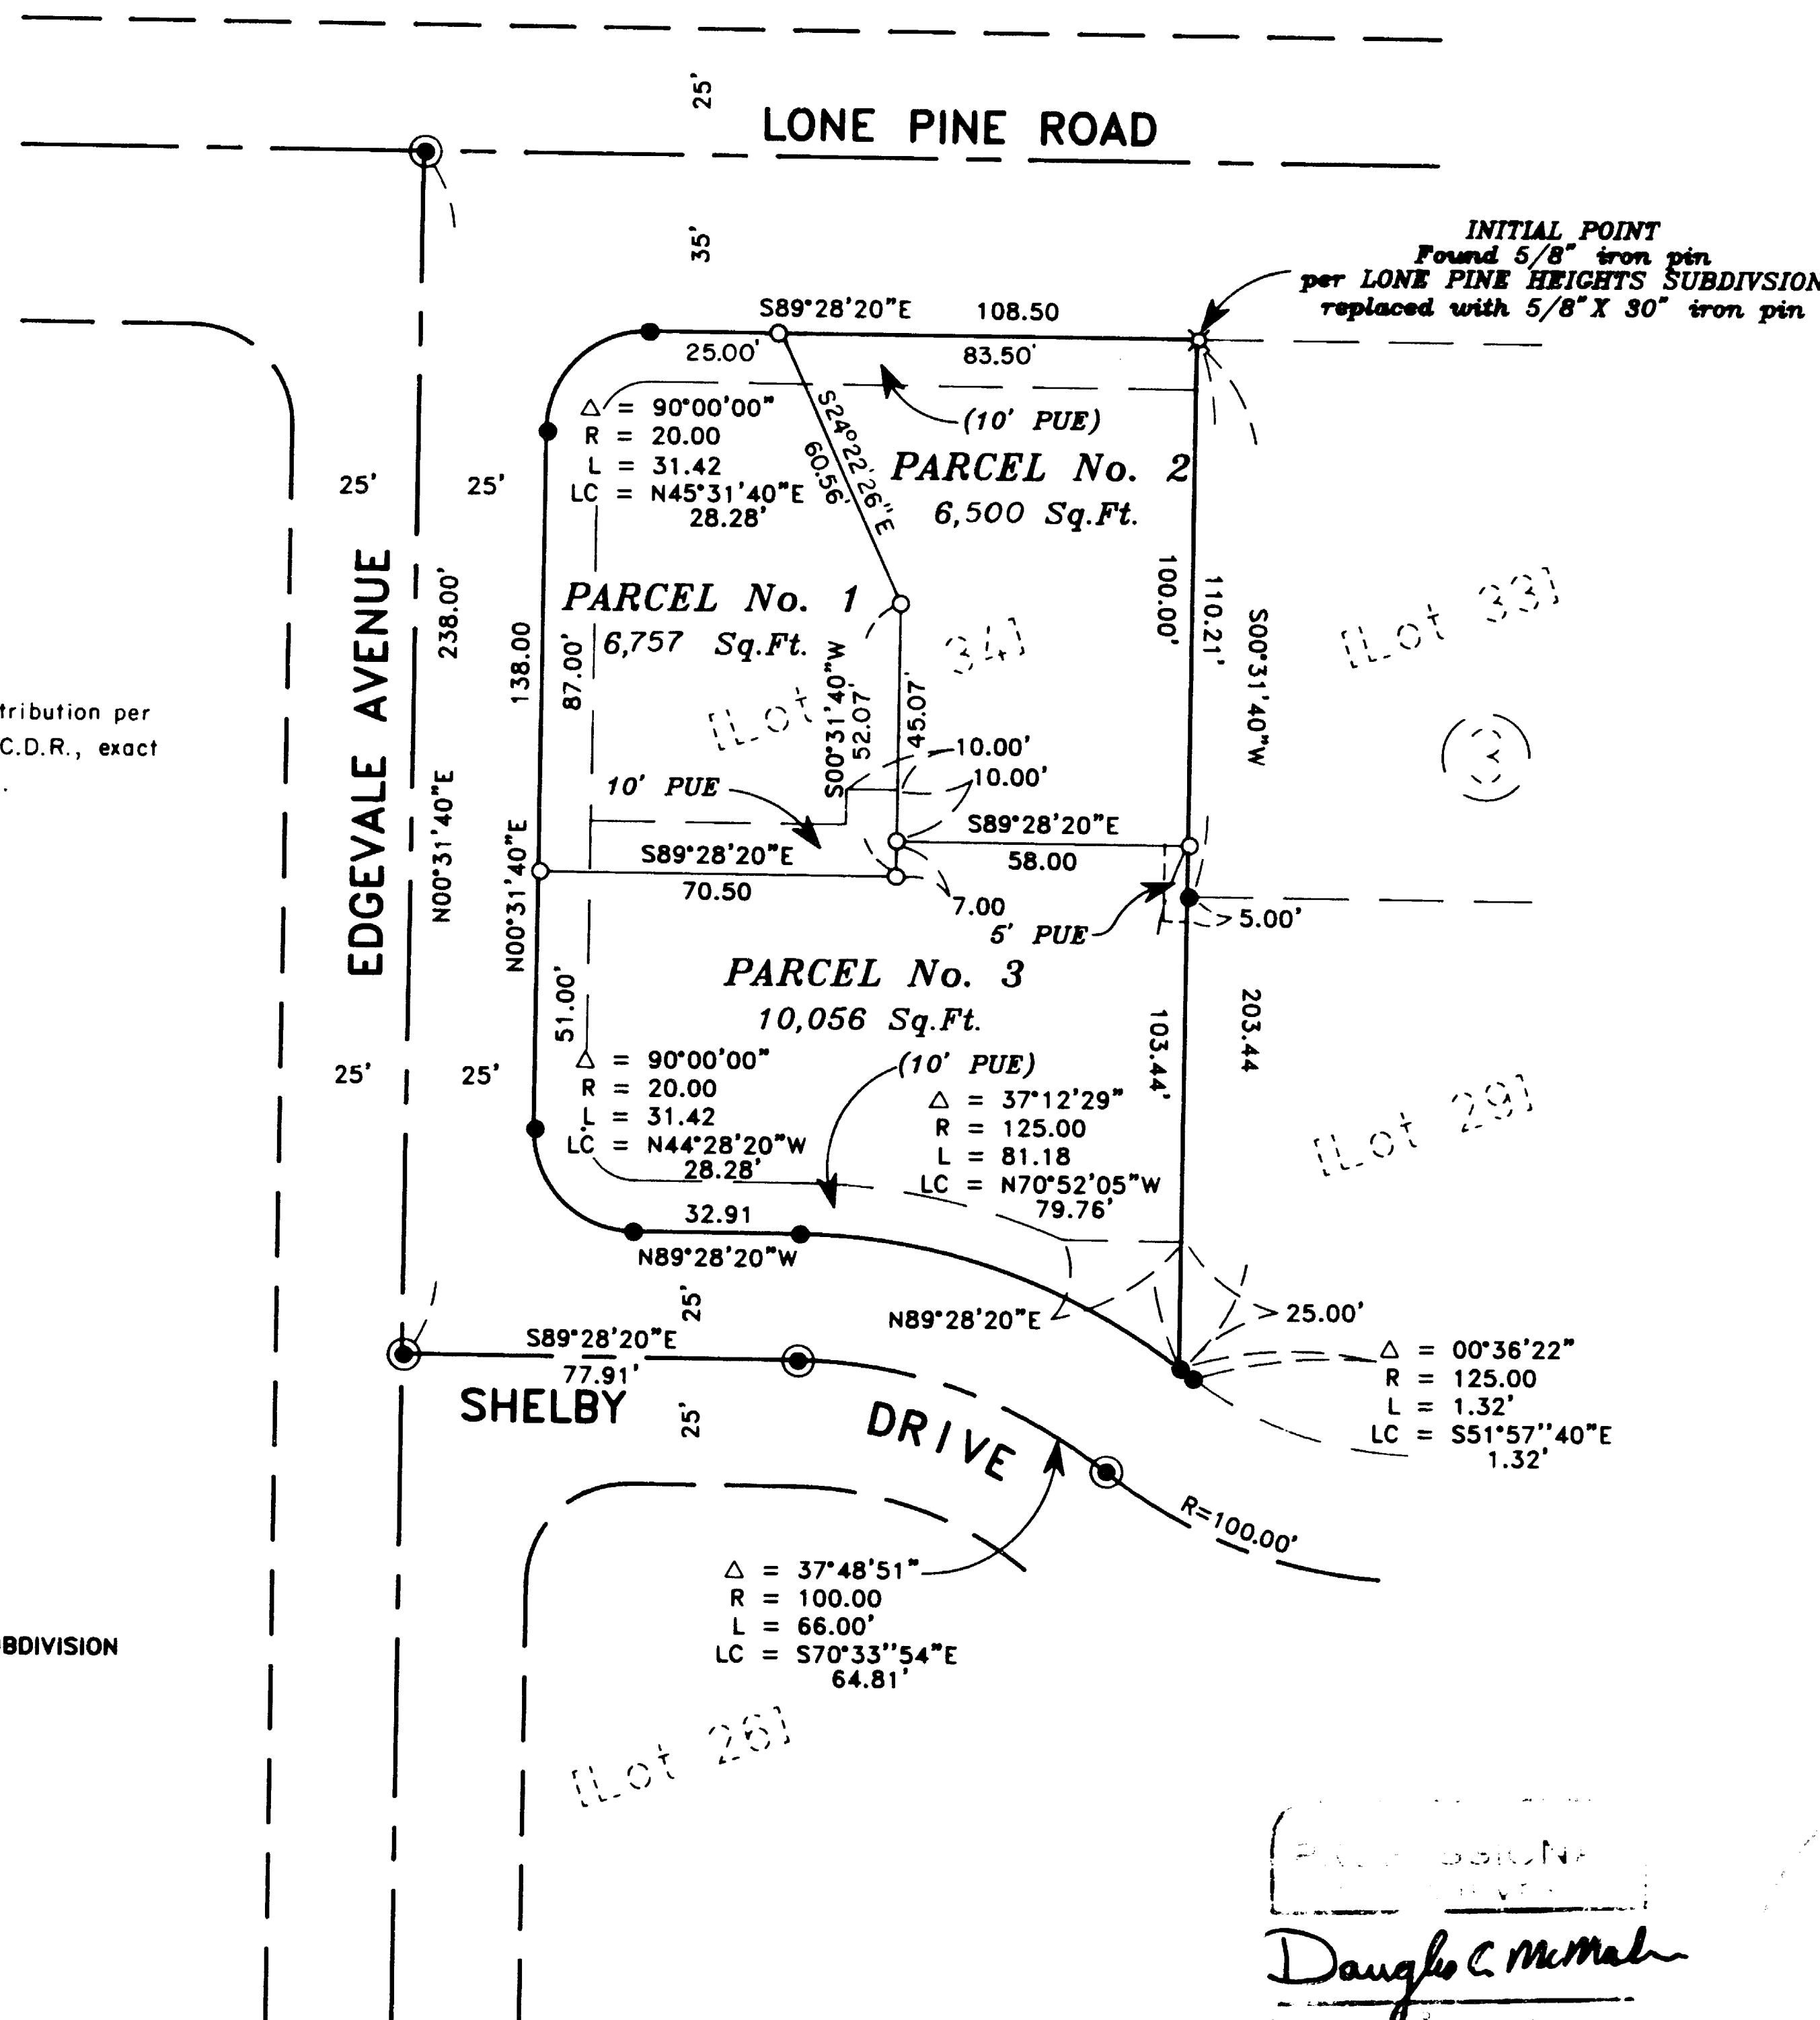 25'
LONE PINE ROAD
35'
INITIAL POINT
Found 5/8" iron pin
per LONE PINE HEIGHTS SUBDIVSION
replaced with 5/8" X 30" iron pin
S89°28'20"E 108.50
25.00' 83.50'
△ = 90°00'00"
R = 20.00
L = 31.42
LC = N45°31'40"E
28.28'
S24°22'26"E
60.56'
(10' PUE)
PARCEL No. 2
6,500 Sq.Ft.
25' 25'
EDGEVALE AVENUE
238.00'
N00°31'40"E
138.00
N00°31'40"E
87.00'
PARCEL No. 1
6,757 Sq.Ft.
[Lot 34]
S00°31'40"W
52.07'
45.07'
100.00'
110.21'
S00°31'40"W
[Lot 33]
3
tribution per
C.D.R., exact
.
10.00'
10.00'
10' PUE
S89°28'20"E
58.00
S89°28'20"E
70.50
7.00
5' PUE
5.00'
PARCEL No. 3
10,056 Sq.Ft.
51.00'
103.44'
203.44
25' 25'
△ = 90°00'00"
R = 20.00
L = 31.42
LC = N44°28'20"W
28.28'
(10' PUE)
△ = 37°12'29"
R = 125.00
L = 81.18
LC = N70°52'05"W
79.76'
[Lot 29]
32.91
N89°28'20"W
25'
N89°28'20"E
25.00'
S89°28'20"E
77.91'
SHELBY DRIVE
25'
△ = 00°36'22"
R = 125.00
L = 1.32'
LC = S51°57''40"E
1.32'
R=100.00'
△ = 37°48'51"
R = 100.00
L = 66.00'
LC = S70°33''54"E
64.81'
BDIVISION
[Lot 26]
Douglas C McMahan